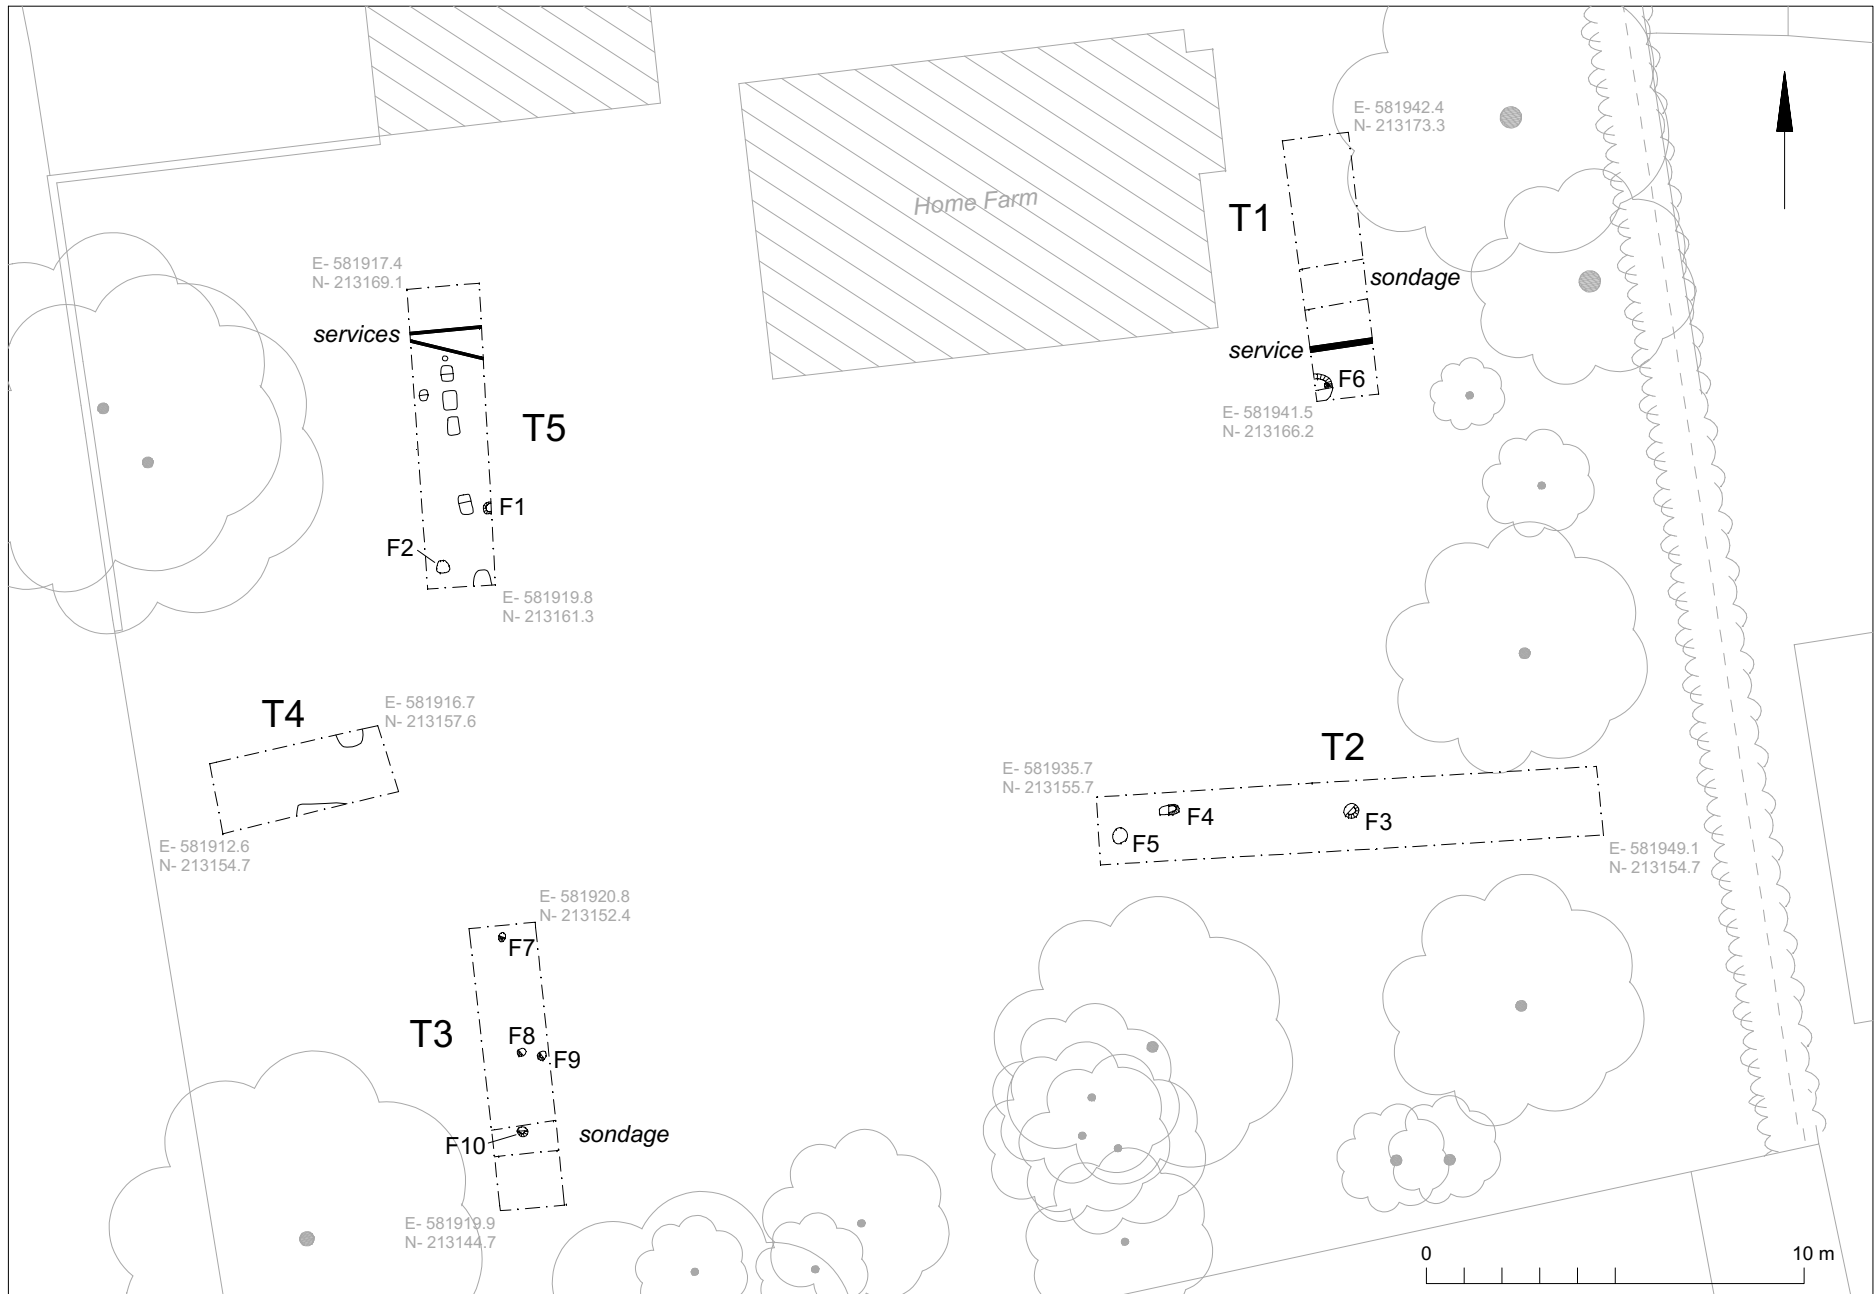 E- 581942.4
N- 213173.3
Home Farm
T1
E- 581917.4
N- 213169.1
sondage
services
service
F6
E- 581941.5
N- 213166.2
T5
F1
F2
E- 581919.8
N- 213161.3
T4
E- 581916.7
N- 213157.6
T2
E- 581935.7
N- 213155.7
F4
F3
F5
E- 581912.6
N- 213154.7
E- 581949.1
N- 213154.7
E- 581920.8
N- 213152.4
F7
T3
F8
F9
F10
sondage
E- 581919.9
N- 213144.7
0
10 m